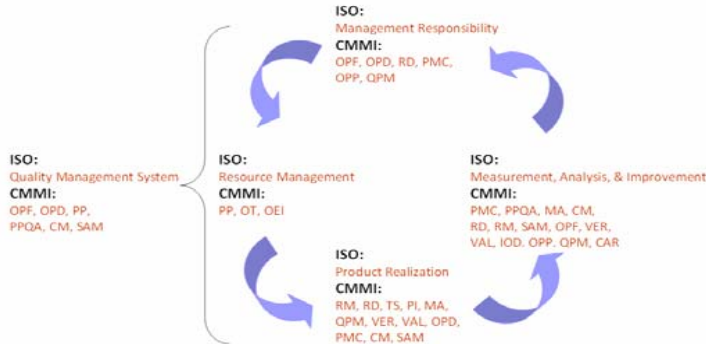 ISO:
Management Responsibility
CMMI:
OPF, OPD, RD, PMC,
OPP, QPM
ISO:
Quality Management System
CMMI:
OPF, OPD, PP,
PPQA, CM, SAM
ISO:
Resource Management
CMMI:
PP, OT, OEI
ISO:
Measurement, Analysis, & Improvement
CMMI:
PMC, PPQA, MA, CM,
RD, RM, SAM, OPF, VER,
VAL, IOD. OPP. QPM, CAR
ISO:
Product Realization
CMMI:
RM, RD, TS, PI, MA,
QPM, VER, VAL, OPD,
PMC, CM, SAM